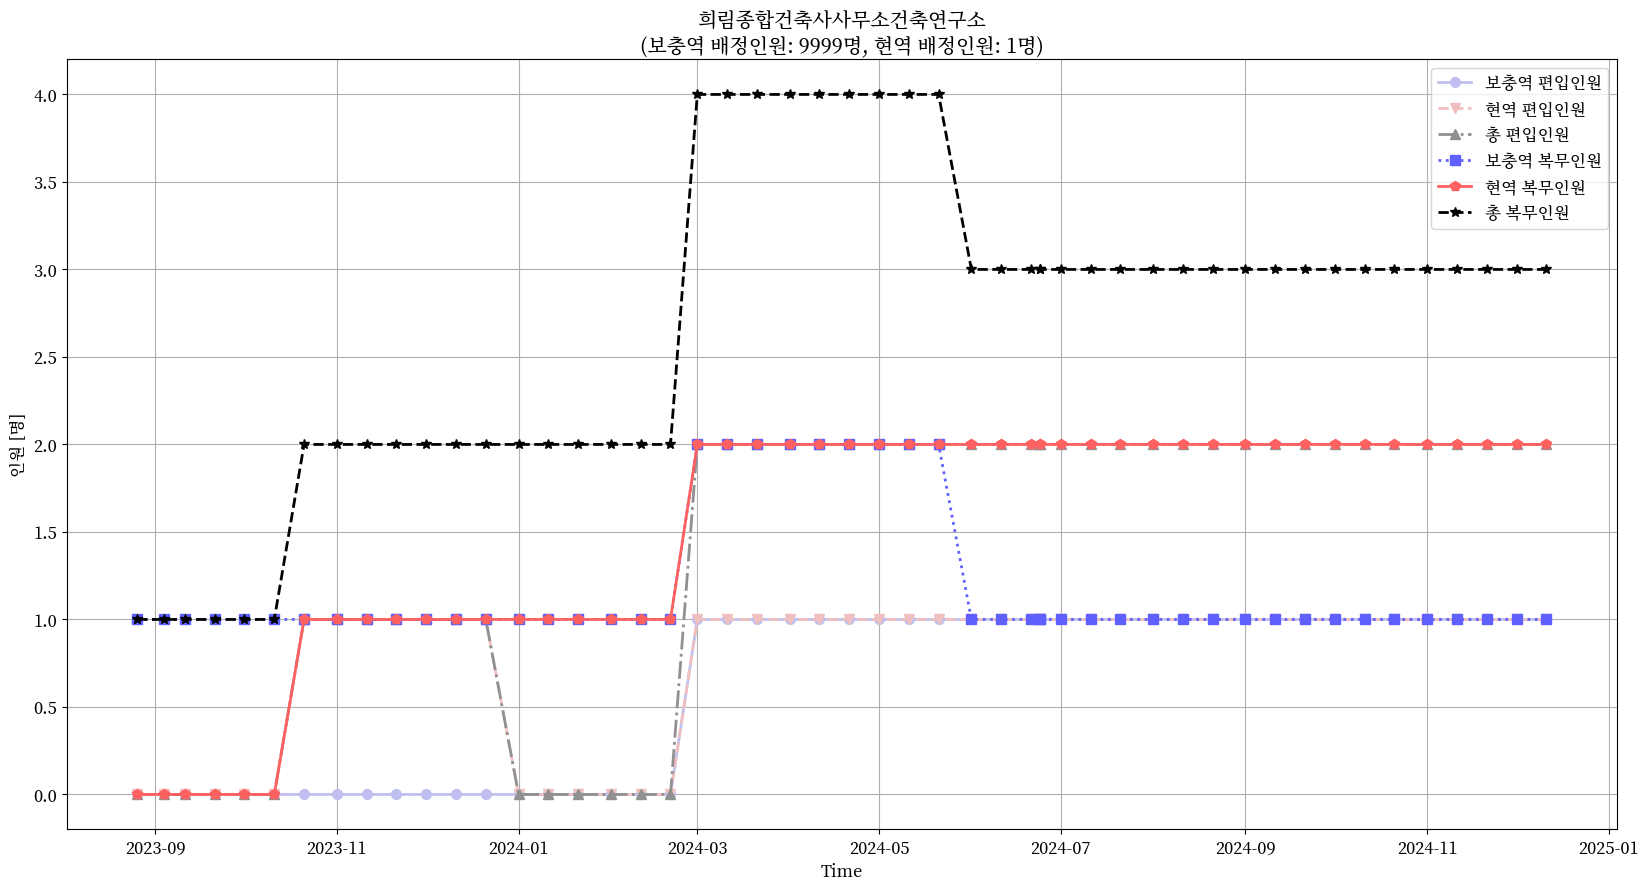 희림종합건축사사무소건축연구소
(보충역 배정인원: 9999명, 현역 배정인원: 1명)
보충역 편입인원
현역 편입인원
총 편입인원
보충역 복무인원
현역 복무인원
총 복무인원
인원 [명]
4.0
3.5
3.0
2.5
2.0
1.5
1.0
0.5
0.0
2023-09
2023-11
2024-01
2024-03
2024-05
2024-07
2024-09
2024-11
2025-01
Time